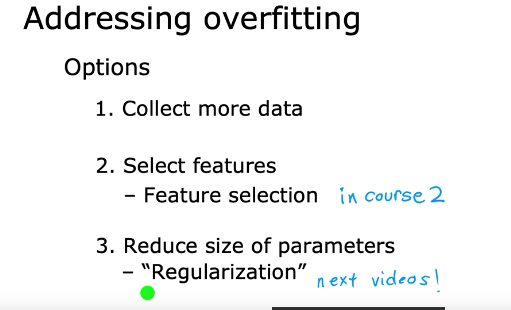 Addressing overfitting
Options
1. Collect more data
2. Select features
– Feature selection in course 2
3. Reduce size of parameters
– “Regularization” next videos!